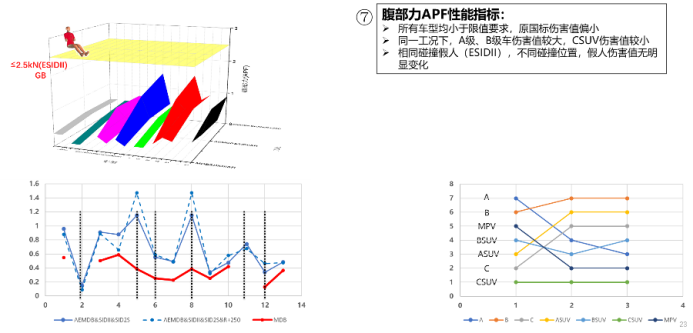 ⑦ 腹部力APF性能指标：
➢ 所有车型均小于限值要求，原国标伤害值偏小
➢ 同一工况下，A级、B级车伤害值较大，CSUV伤害值较小
➢ 相同碰撞假人（ESIDII），不同碰撞位置，假人伤害值无明
显变化
≤2.5kN(ESIDII)
GB
1.6
1.4
1.2
1
0.8
0.6
0.4
0.2
0
0 2 4 6 8 10 12 14
AEMDB&SIDII&SID2S
AEMDB&SIDII&SID2S&R+250
MDB
8
7
6
5
4
3
2
1
0
A
B
MPV
BSUV
ASUV
C
CSUV
0 1 2 3 4
A B C ASUV BSUV CSUV MPV